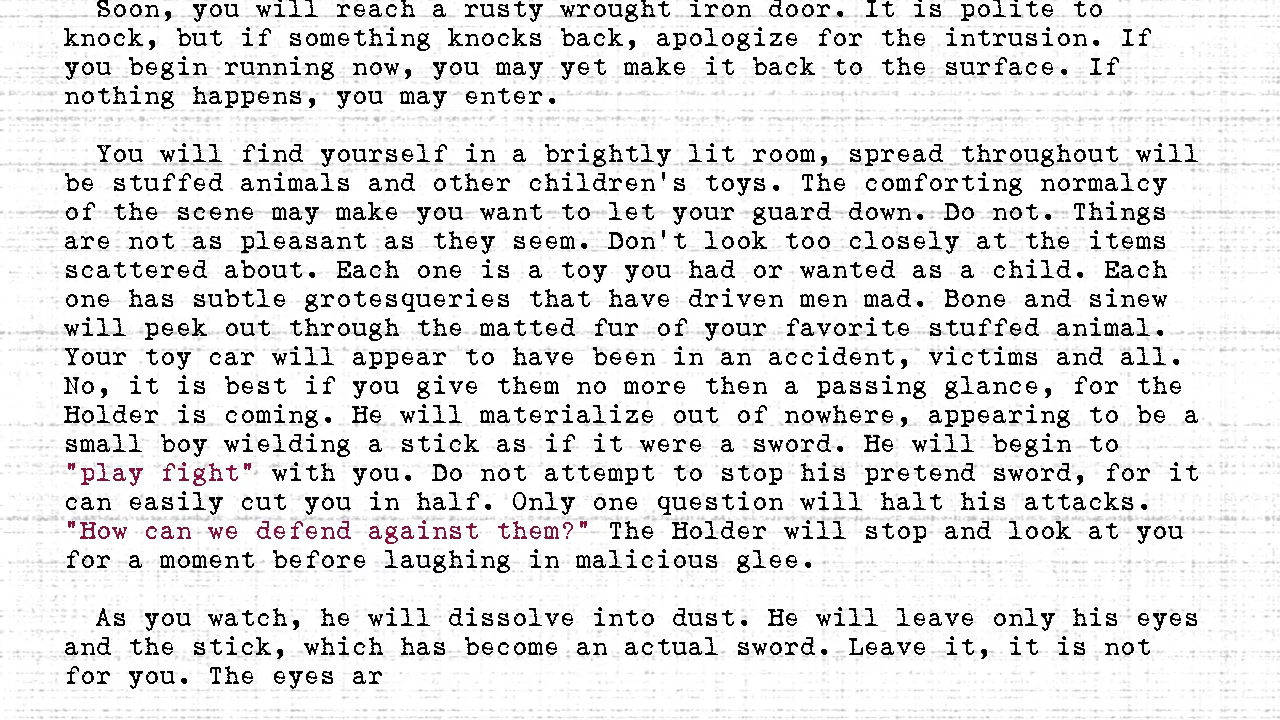 Soon, you will reach a rusty wrought iron door. It is polite to
knock, but if something knocks back, apologize for the intrusion. If
you begin running now, you may yet make it back to the surface. If
nothing happens, you may enter.
You will find yourself in a brightly lit room, spread throughout will
be stuffed animals and other children's toys. The comforting normalcy
of the scene may make you want to let your guard down. Do not. Things
are not as pleasant as they seem. Don't look too closely at the items
scattered about. Each one is a toy you had or wanted as a child. Each
one has subtle grotesqueries that have driven men mad. Bone and sinew
will peek out through the matted fur of your favorite stuffed animal.
Your toy car will appear to have been in an accident, victims and all.
No, it is best if you give them no more then a passing glance, for the
Holder is coming. He will materialize out of nowhere, appearing to be a
small boy wielding a stick as if it were a sword. He will begin to
"play fight" with you. Do not attempt to stop his pretend sword, for it
can easily cut you in half. Only one question will halt his attacks.
"How can we defend against them?" The Holder will stop and look at you
for a moment before laughing in malicious glee.
As you watch, he will dissolve into dust. He will leave only his eyes
and the stick, which has become an actual sword. Leave it, it is not
for you. The eyes ar